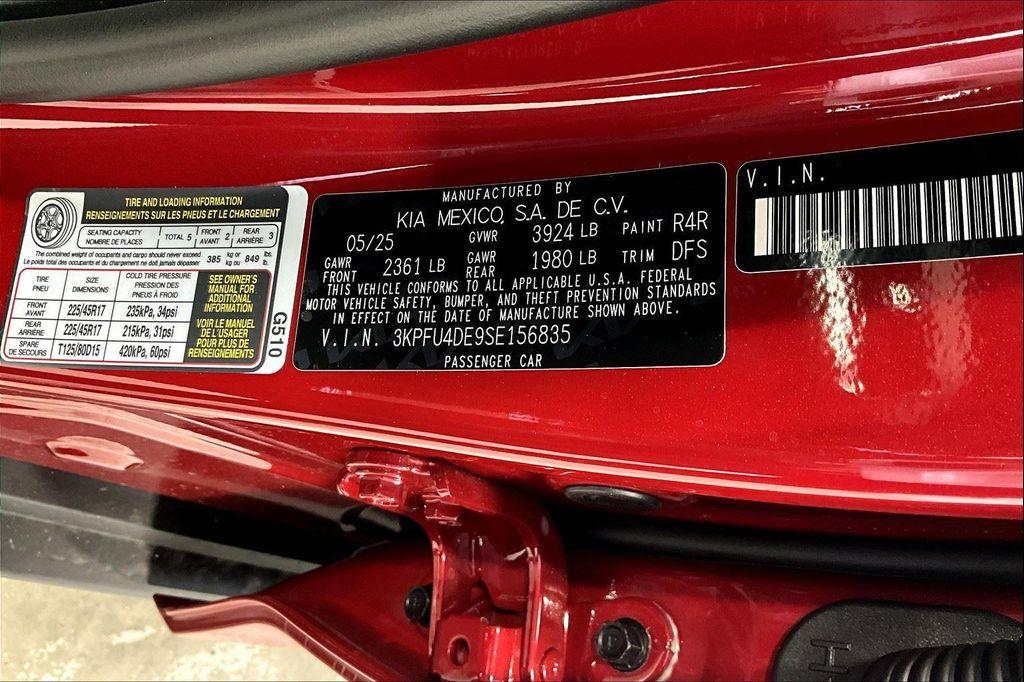 TIRE AND LOADING INFORMATION
RENSEIGNEMENTS SUR LES PNEUS ET LE CHARGEMENT
SEATING CAPACITY
NOMBRE DE PLACES
TOTAL 5
FRONT
AVANT 2
REAR
ARRIÈRE 3
The combined weight of occupants and cargo should never exceed 385 kg or 849 lbs.
Le poids total des occupants et du chargement ne doit jamais dépasser kg ou lb.
TIRE
PNEU
SIZE
DIMENSIONS
COLD TIRE PRESSURE
PRESSION DES
PNEUS À FROID
FRONT
AVANT
225/45R17
235kPa, 34psi
REAR
ARRIÈRE
225/45R17
215kPa, 31psi
SPARE
DE SECOURS
T125/80D15
420kPa, 60psi
SEE OWNER'S
MANUAL FOR
ADDITIONAL
INFORMATION
VOIR LE MANUEL
DE L'USAGER
POUR PLUS DE
RENSEIGNEMENTS
G510
MANUFACTURED BY
KIA MEXICO, S.A. DE C.V.
05/25 GVWR 3924 LB PAINT R4R
GAWR
FRONT 2361 LB GAWR
REAR 1980 LB TRIM DFS
THIS VEHICLE CONFORMS TO ALL APPLICABLE U.S.A. FEDERAL
MOTOR VEHICLE SAFETY, BUMPER, AND THEFT PREVENTION STANDARDS
IN EFFECT ON THE DATE OF MANUFACTURE SHOWN ABOVE.
V.I.N. 3KPFU4DE9SE156835
PASSENGER CAR
V.I.N.
H